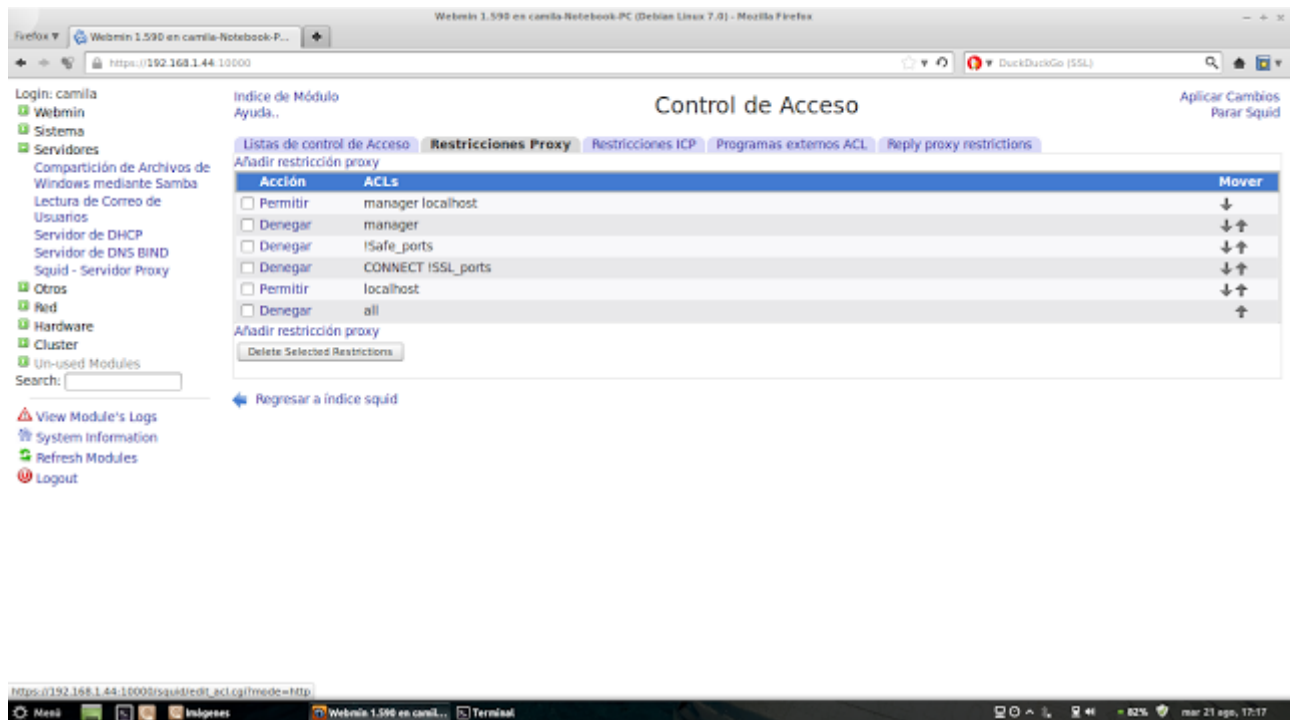 Webmin 1.590 en camila-Notebook-PC (Debian Linux 7.0) - Mozilla Firefox
Firefox
Webmin 1.590 en camila-Notebook-P...
https://192.168.1.44:10000
DuckDuckGo (SSL)
Login: camila
Webmin
Sistema
Servidores
Compartición de Archivos de
Windows mediante Samba
Lectura de Correo de
Usuarios
Servidor de DHCP
Servidor de DNS BIND
Squid - Servidor Proxy
Otros
Red
Hardware
Cluster
Un-used Modules
Search:
View Module's Logs
System Information
Refresh Modules
Logout
Indice de Módulo
Ayuda..
Control de Acceso
Aplicar Cambios
Parar Squid
Listas de control de Acceso Restricciones Proxy Restricciones ICP Programas externos ACL Reply proxy restrictions
Añadir restricción proxy
Acción ACLs Mover
Permitir manager localhost
Denegar manager
Denegar !Safe_ports
Denegar CONNECT !SSL_ports
Permitir localhost
Denegar all
Añadir restricción proxy
Delete Selected Restrictions
Regresar a índice squid
https://192.168.1.44:10000/squid/edit_acl.cgi?mode=http
Menú Imágenes Webmin 1.590 en camil... Terminal 82% mar 21 ago, 17:17